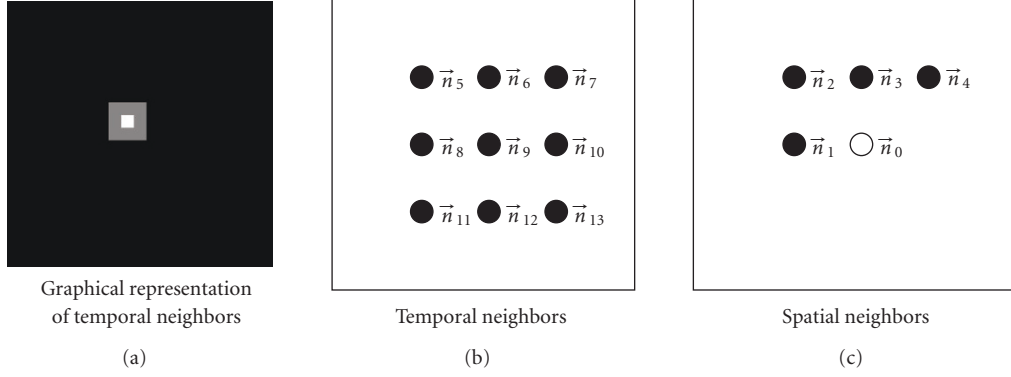 n⃗5 n⃗6 n⃗7
n⃗8 n⃗9 n⃗10
n⃗11 n⃗12 n⃗13
n⃗2 n⃗3 n⃗4
n⃗1 n⃗0
Graphical representation
of temporal neighbors
Temporal neighbors
Spatial neighbors
(a)
(b)
(c)